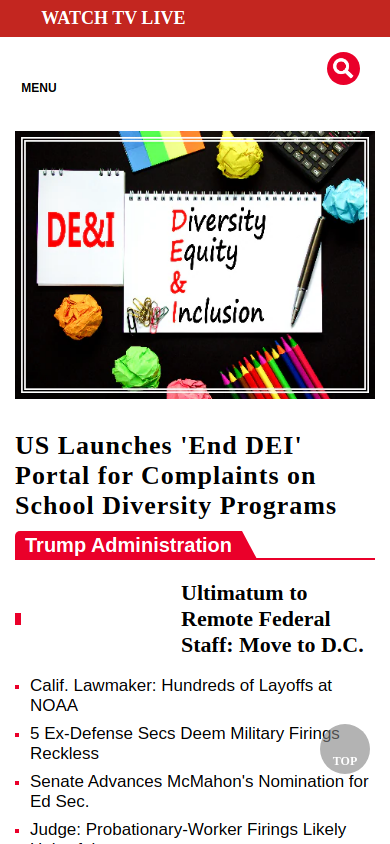 WATCH TV LIVE
MENU
DE&I
Diversity
Equity
&
Inclusion
US Launches 'End DEI'
Portal for Complaints on
School Diversity Programs
Trump Administration
Ultimatum to
Remote Federal
Staff: Move to D.C.
Calif. Lawmaker: Hundreds of Layoffs at
NOAA
5 Ex-Defense Secs Deem Military Firings
Reckless
TOP
Senate Advances McMahon's Nomination for
Ed Sec.
Judge: Probationary-Worker Firings Likely